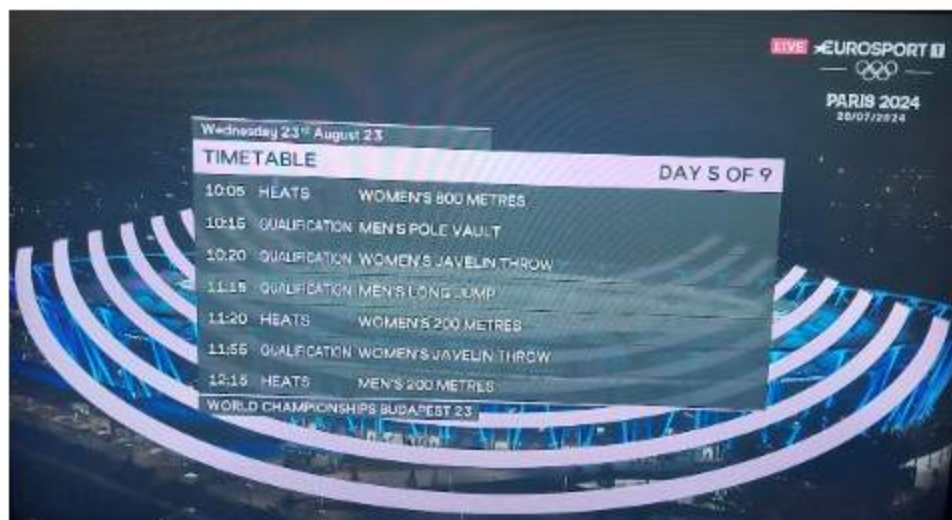 LIVE EUROSPORT 1
PARIS 2024
26/07/2024
Wednesday 23rd August 23
TIMETABLE DAY 5 OF 9
10:05 HEATS WOMEN'S 800 METRES
10:15 QUALIFICATION MEN'S POLE VAULT
10:20 QUALIFICATION WOMEN'S JAVELIN THROW
11:15 QUALIFICATION MEN'S LONG JUMP
11:20 HEATS WOMEN'S 200 METRES
11:55 QUALIFICATION WOMEN'S JAVELIN THROW
12:15 HEATS MEN'S 200 METRES
WORLD CHAMPIONSHIPS BUDAPEST 23